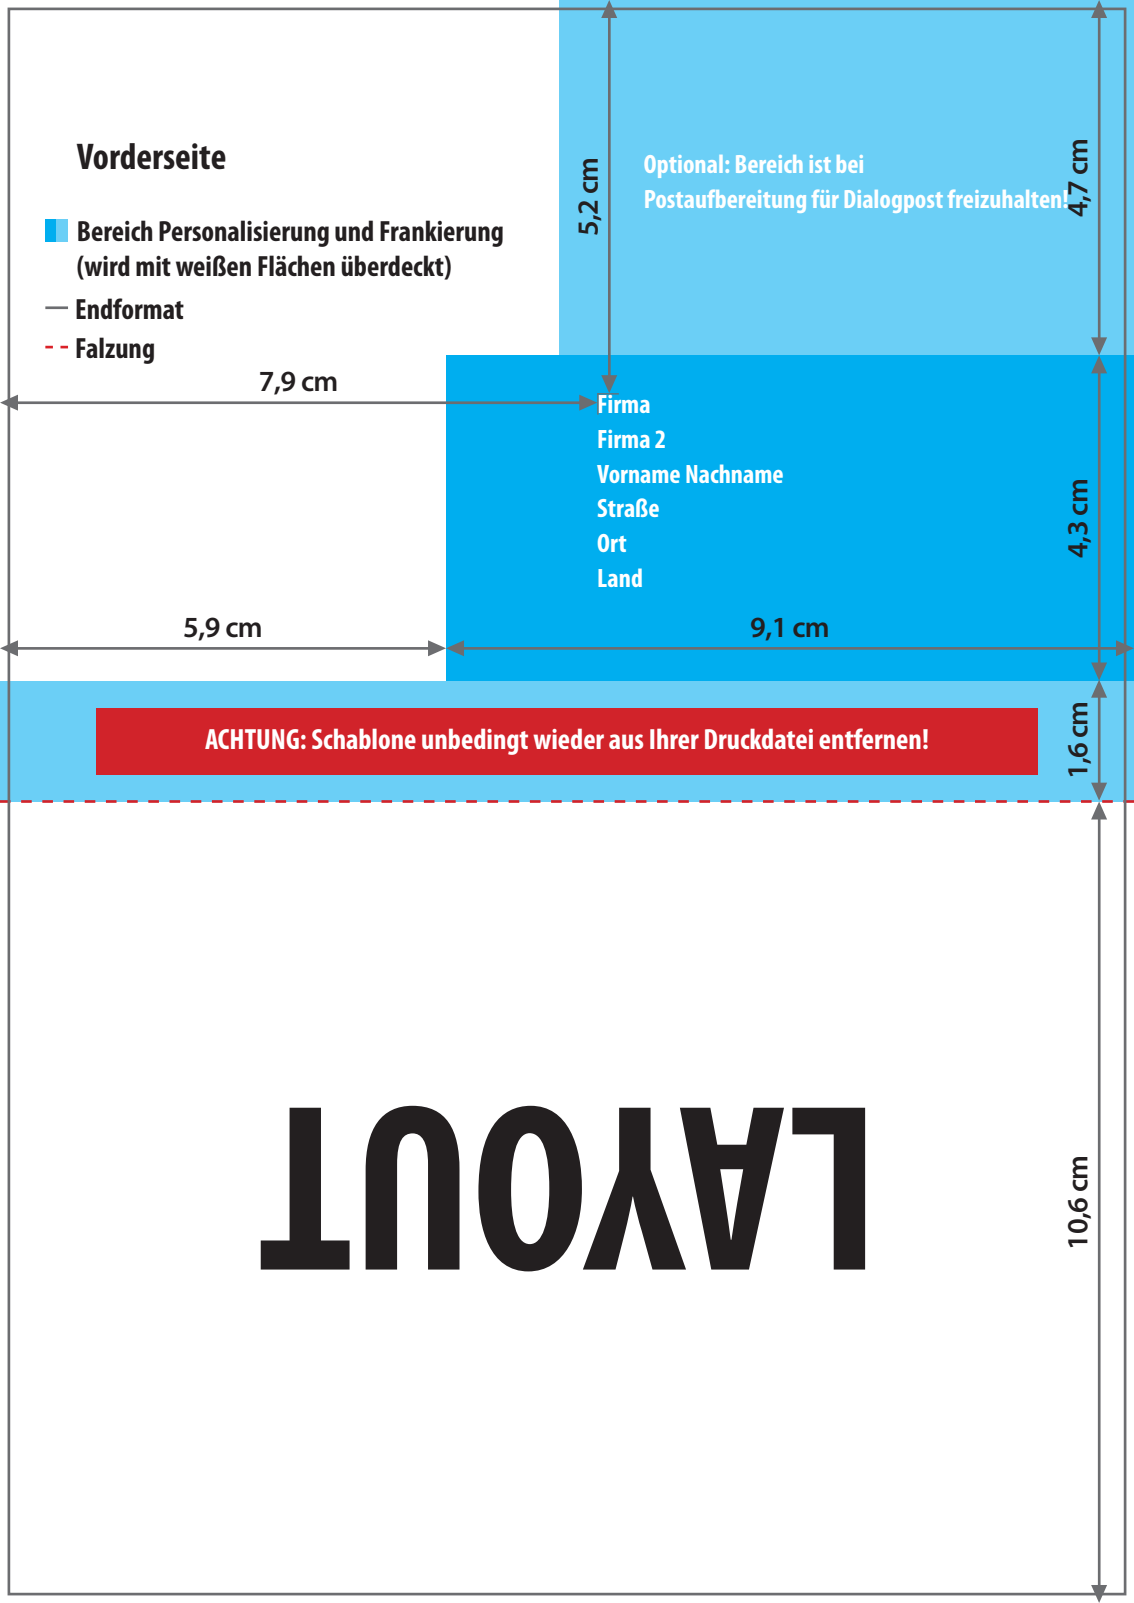 Vorderseite
Bereich Personalisierung und Frankierung
(wird mit weißen Flächen überdeckt)
Endformat
Falzung
5,2 cm
Optional: Bereich ist bei
Postaufbereitung für Dialogpost freizuhalten!
4,7 cm
7,9 cm
Firma
Firma 2
Vorname Nachname
Straße
Ort
Land
4,3 cm
5,9 cm
9,1 cm
ACHTUNG: Schablone unbedingt wieder aus Ihrer Druckdatei entfernen!
1,6 cm
LAYOUT
10,6 cm